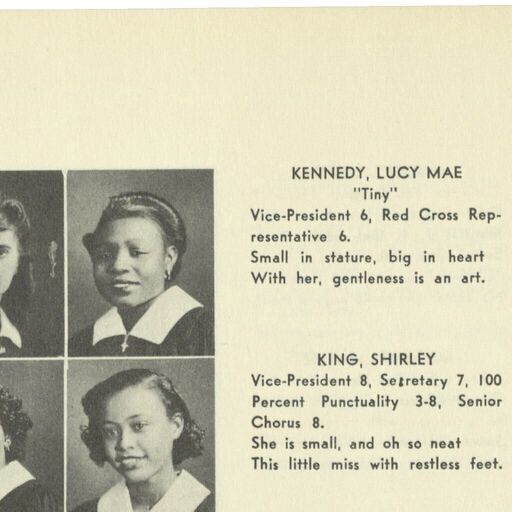 KENNEDY, LUCY MAE
"Tiny"
Vice-President 6, Red Cross Rep-
resentative 6.
Small in stature, big in heart
With her, gentleness is an art.
KING, SHIRLEY
Vice-President 8, Secretary 7, 100
Percent Punctuality 3-8, Senior
Chorus 8.
She is small, and oh so neat
This little miss with restless feet.